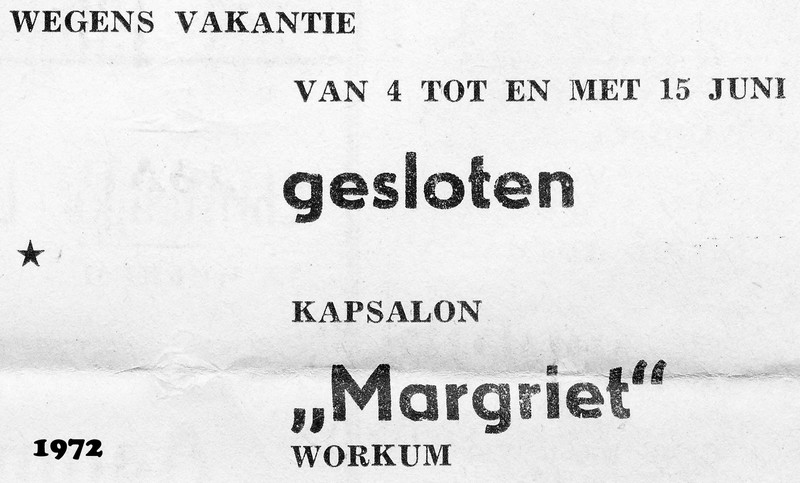 WEGENS VAKANTIE
VAN 4 TOT EN MET 15 JUNI
gesloten
★
KAPSALON
„Margriet“
WORKUM
1972